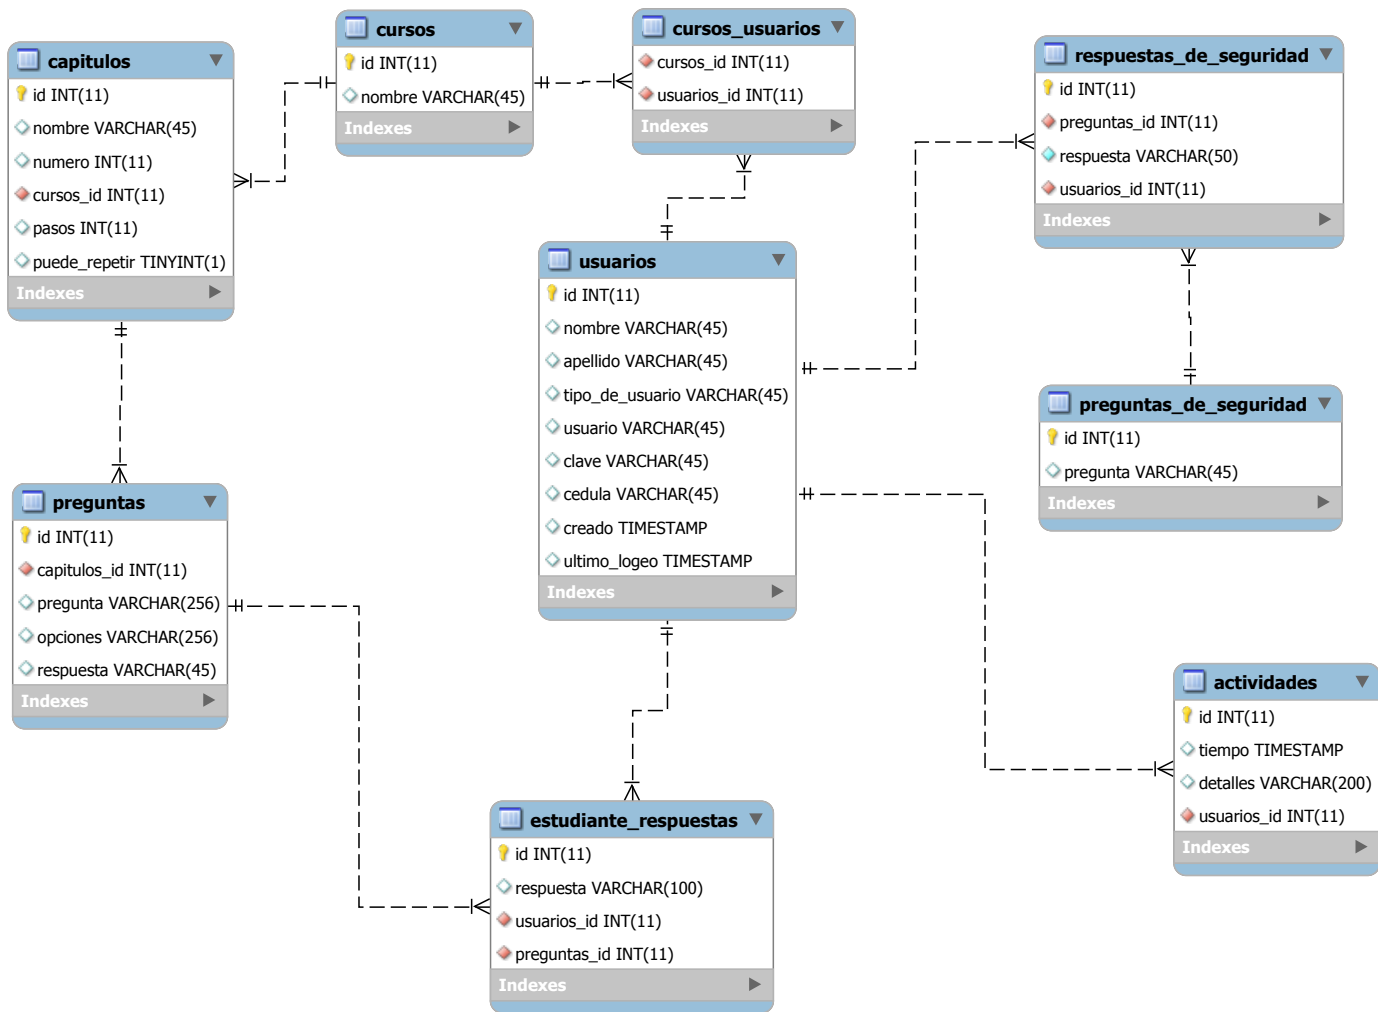 capitulos
id INT(11)
nombre VARCHAR(45)
numero INT(11)
cursos_id INT(11)
pasos INT(11)
puede_repetir TINYINT(1)
Indexes
cursos
id INT(11)
nombre VARCHAR(45)
Indexes
cursos_usuarios
cursos_id INT(11)
usuarios_id INT(11)
Indexes
respuestas_de_seguridad
id INT(11)
preguntas_id INT(11)
respuesta VARCHAR(50)
usuarios_id INT(11)
Indexes
usuarios
id INT(11)
nombre VARCHAR(45)
apellido VARCHAR(45)
tipo_de_usuario VARCHAR(45)
usuario VARCHAR(45)
clave VARCHAR(45)
cedula VARCHAR(45)
creado TIMESTAMP
ultimo_logeo TIMESTAMP
Indexes
preguntas_de_seguridad
id INT(11)
pregunta VARCHAR(45)
Indexes
preguntas
id INT(11)
capitulos_id INT(11)
pregunta VARCHAR(256)
opciones VARCHAR(256)
respuesta VARCHAR(45)
Indexes
actividades
id INT(11)
tiempo TIMESTAMP
detalles VARCHAR(200)
usuarios_id INT(11)
Indexes
estudiante_respuestas
id INT(11)
respuesta VARCHAR(100)
usuarios_id INT(11)
preguntas_id INT(11)
Indexes